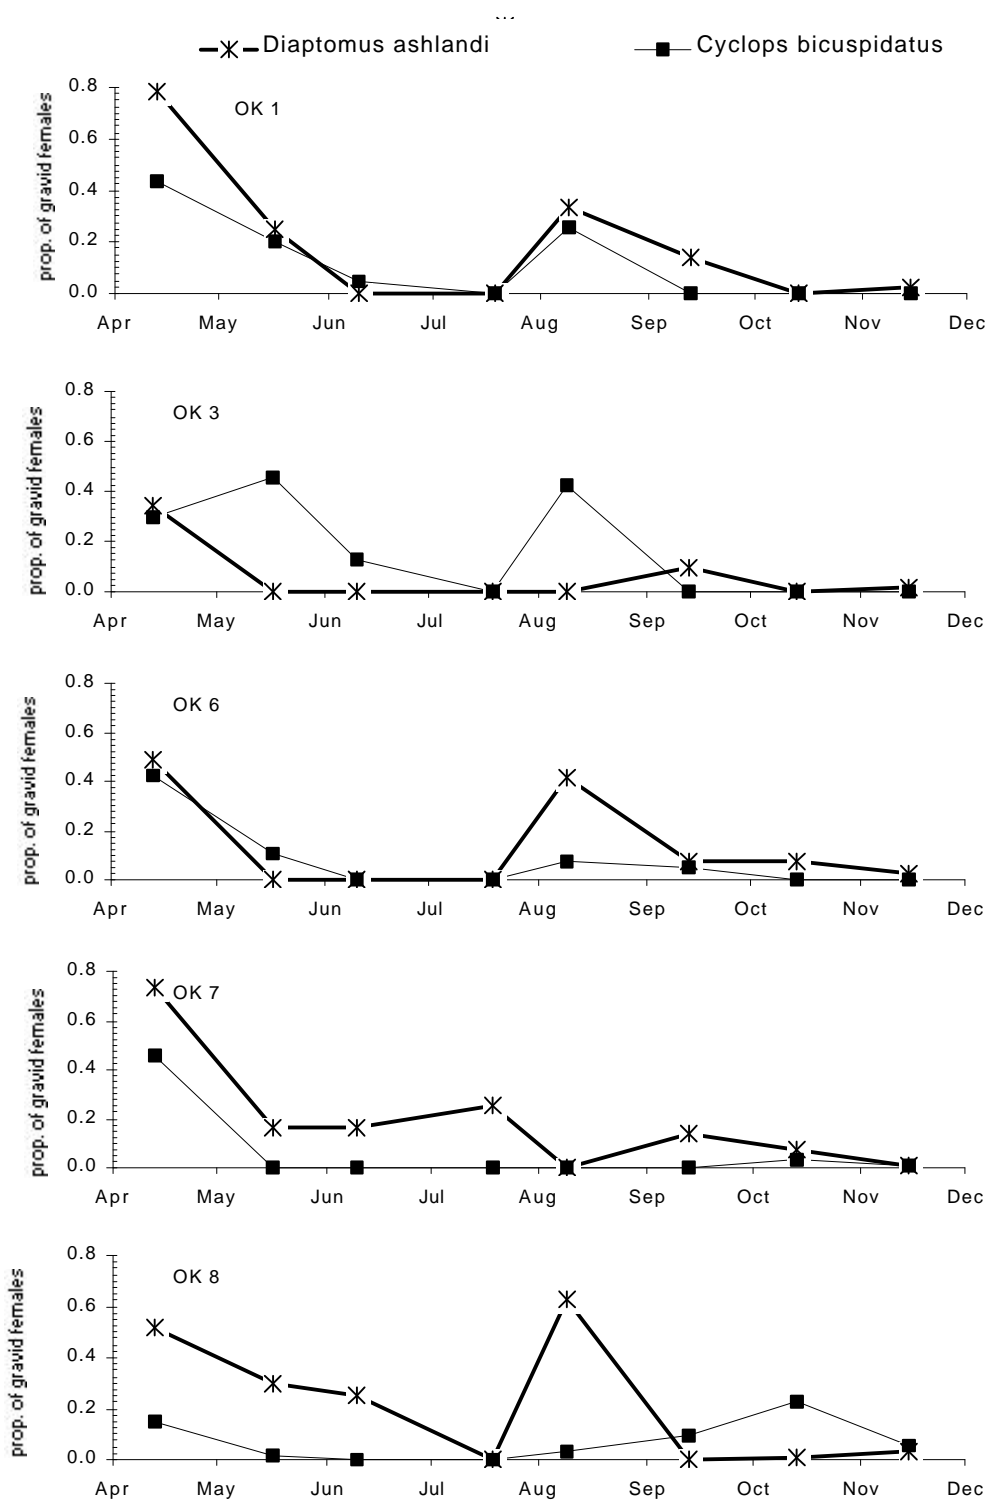 Diaptomus ashlandi Cyclops bicuspidatus
OK 1
prop. of gravid females
0.8
0.6
0.4
0.2
0.0
Apr May Jun Jul Aug Sep Oct Nov Dec
OK 3
prop. of gravid females
0.8
0.6
0.4
0.2
0.0
Apr May Jun Jul Aug Sep Oct Nov Dec
OK 6
prop. of gravid females
0.8
0.6
0.4
0.2
0.0
Apr May Jun Jul Aug Sep Oct Nov Dec
OK 7
prop. of gravid females
0.8
0.6
0.4
0.2
0.0
Apr May Jun Jul Aug Sep Oct Nov Dec
OK 8
prop. of gravid females
0.8
0.6
0.4
0.2
0.0
Apr May Jun Jul Aug Sep Oct Nov Dec